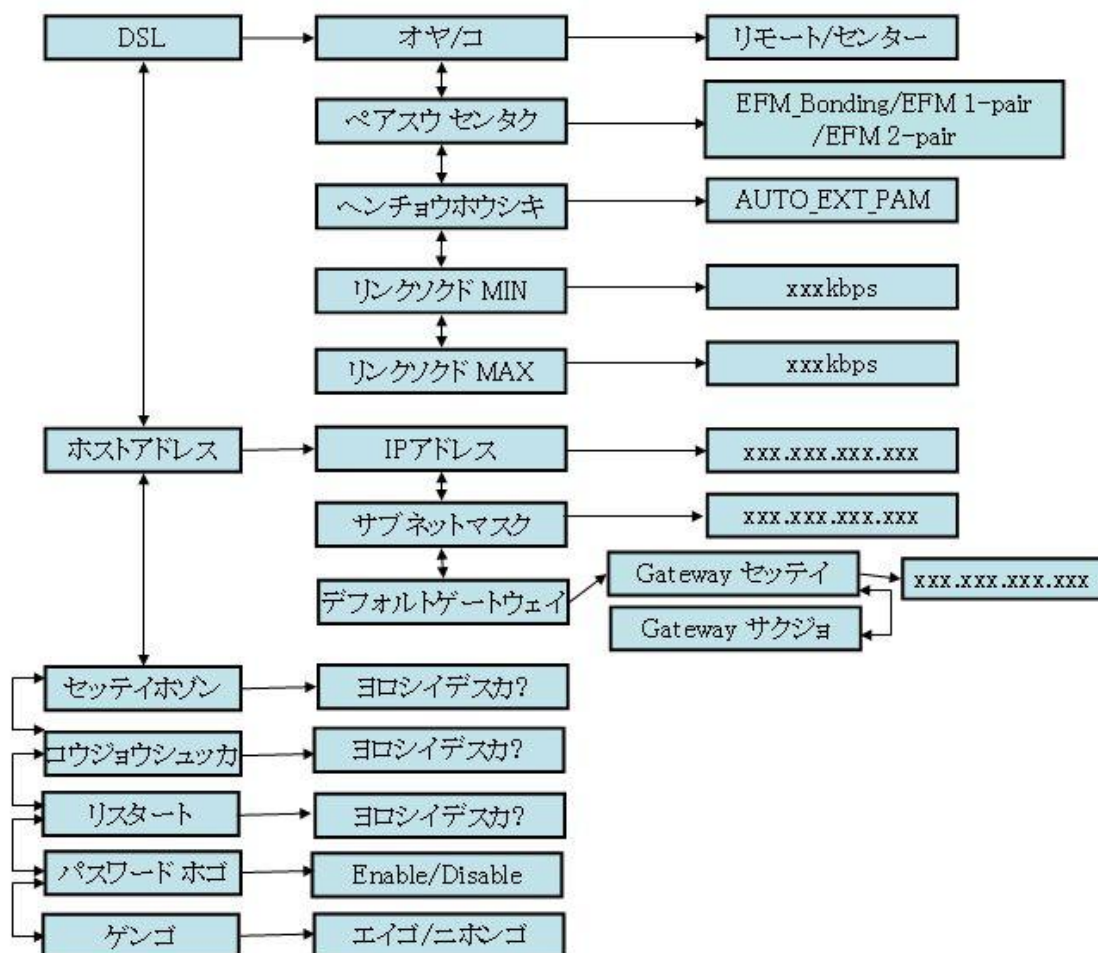 DSL
オヤ/コ
リモート/センター
ペアスウ センタク
EFM_Bonding/EFM 1-pair
/EFM 2-pair
ヘンチョウホウシキ
AUTO_EXT_PAM
リンクソクド MIN
xxxkbps
リンクソクド MAX
xxxkbps
ホストアドレス
IPアドレス
xxx.xxx.xxx.xxx
サブネットマスク
xxx.xxx.xxx.xxx
デフォルトゲートウェイ
Gateway セッテイ
xxx.xxx.xxx.xxx
Gateway サクジョ
セッテイホゾン
ヨロシイデスカ?
コウジョウシュッカ
ヨロシイデスカ?
リスタート
ヨロシイデスカ?
パスワード ホゴ
Enable/Disable
ゲンゴ
エイゴ/ニホンゴ